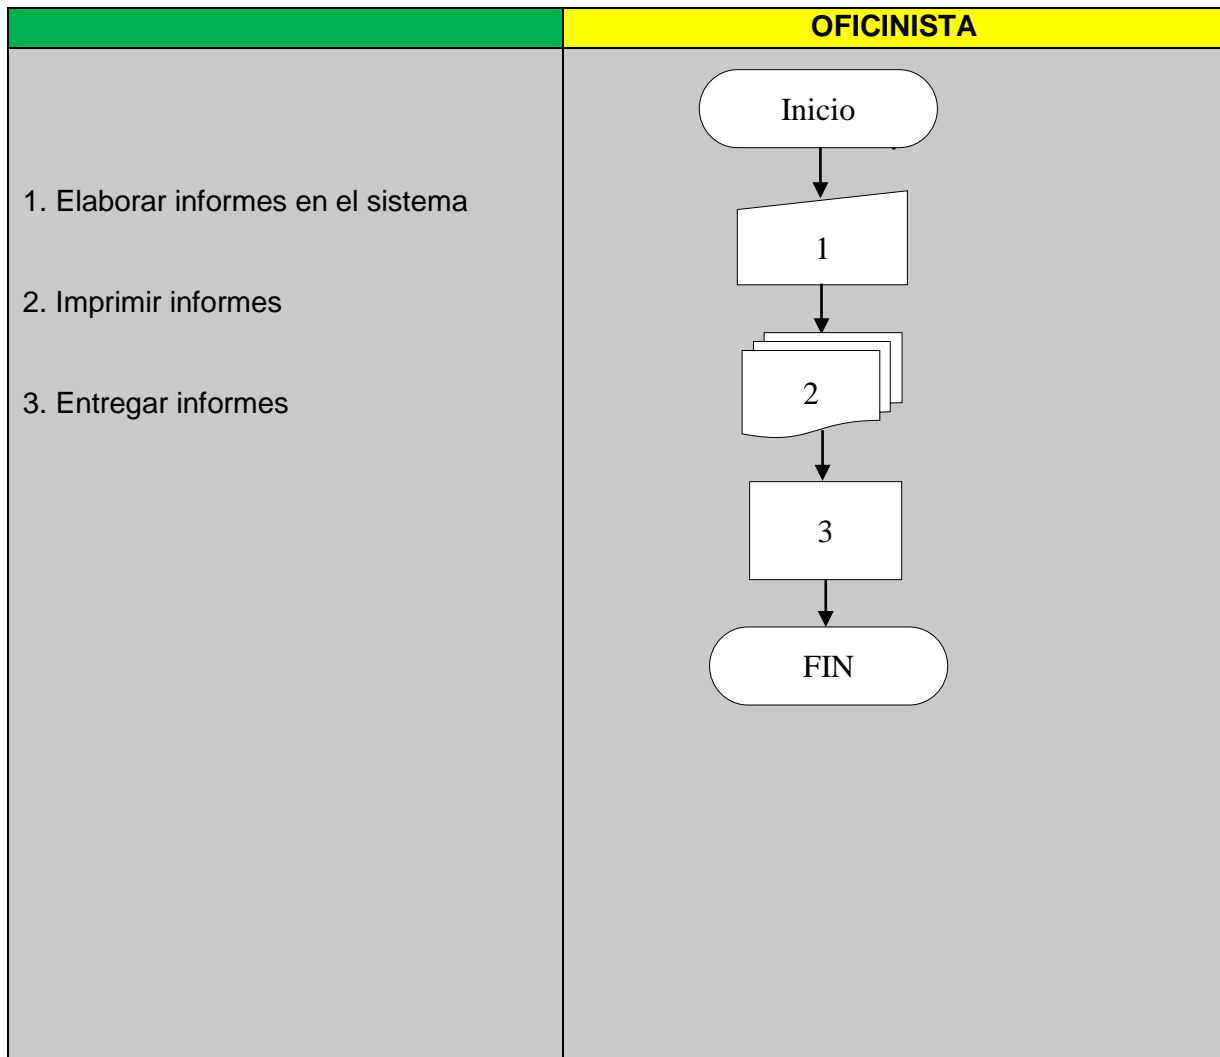 OFICINISTA
Inicio
1. Elaborar informes en el sistema
1
2. Imprimir informes
2
3. Entregar informes
3
FIN